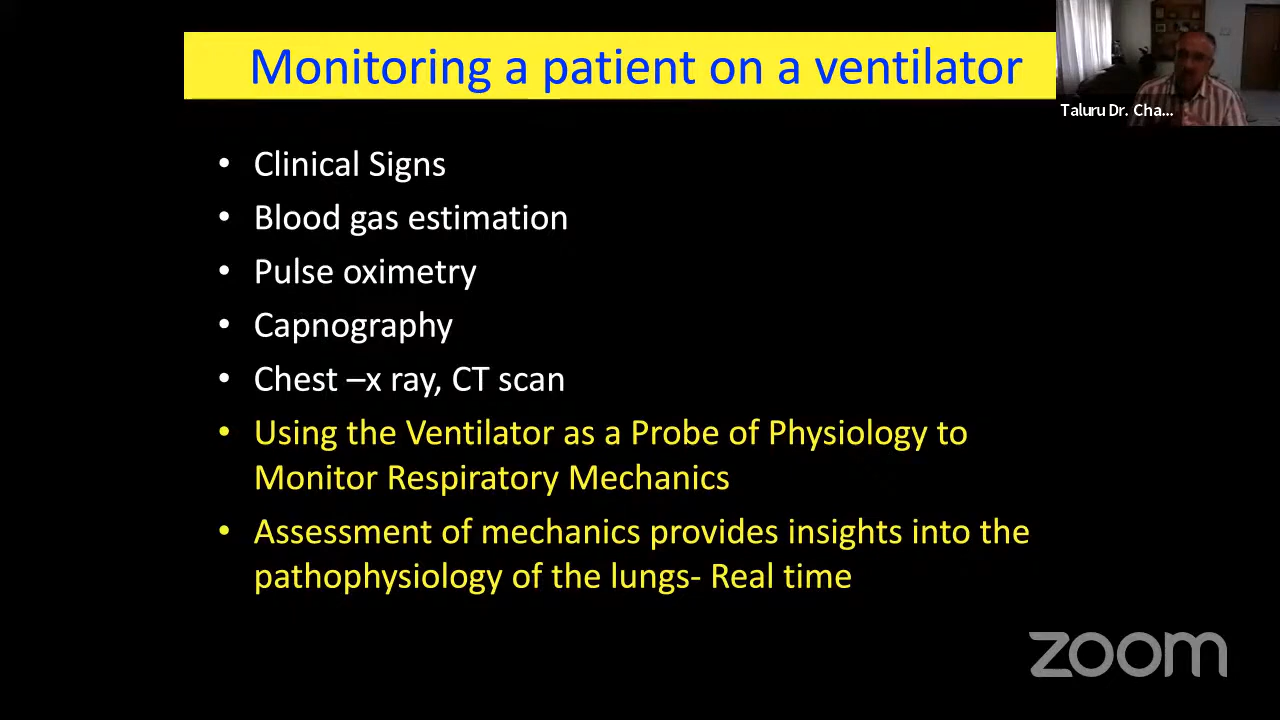 Monitoring a patient on a ventilator
Taluru Dr. Cha...
• Clinical Signs
• Blood gas estimation
• Pulse oximetry
• Capnography
• Chest –x ray, CT scan
• Using the Ventilator as a Probe of Physiology to
Monitor Respiratory Mechanics
• Assessment of mechanics provides insights into the
pathophysiology of the lungs- Real time
zoom